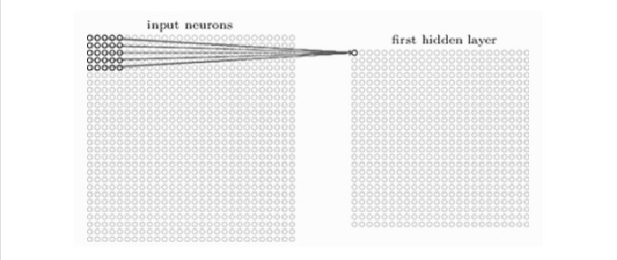 input neurons
first hidden layer